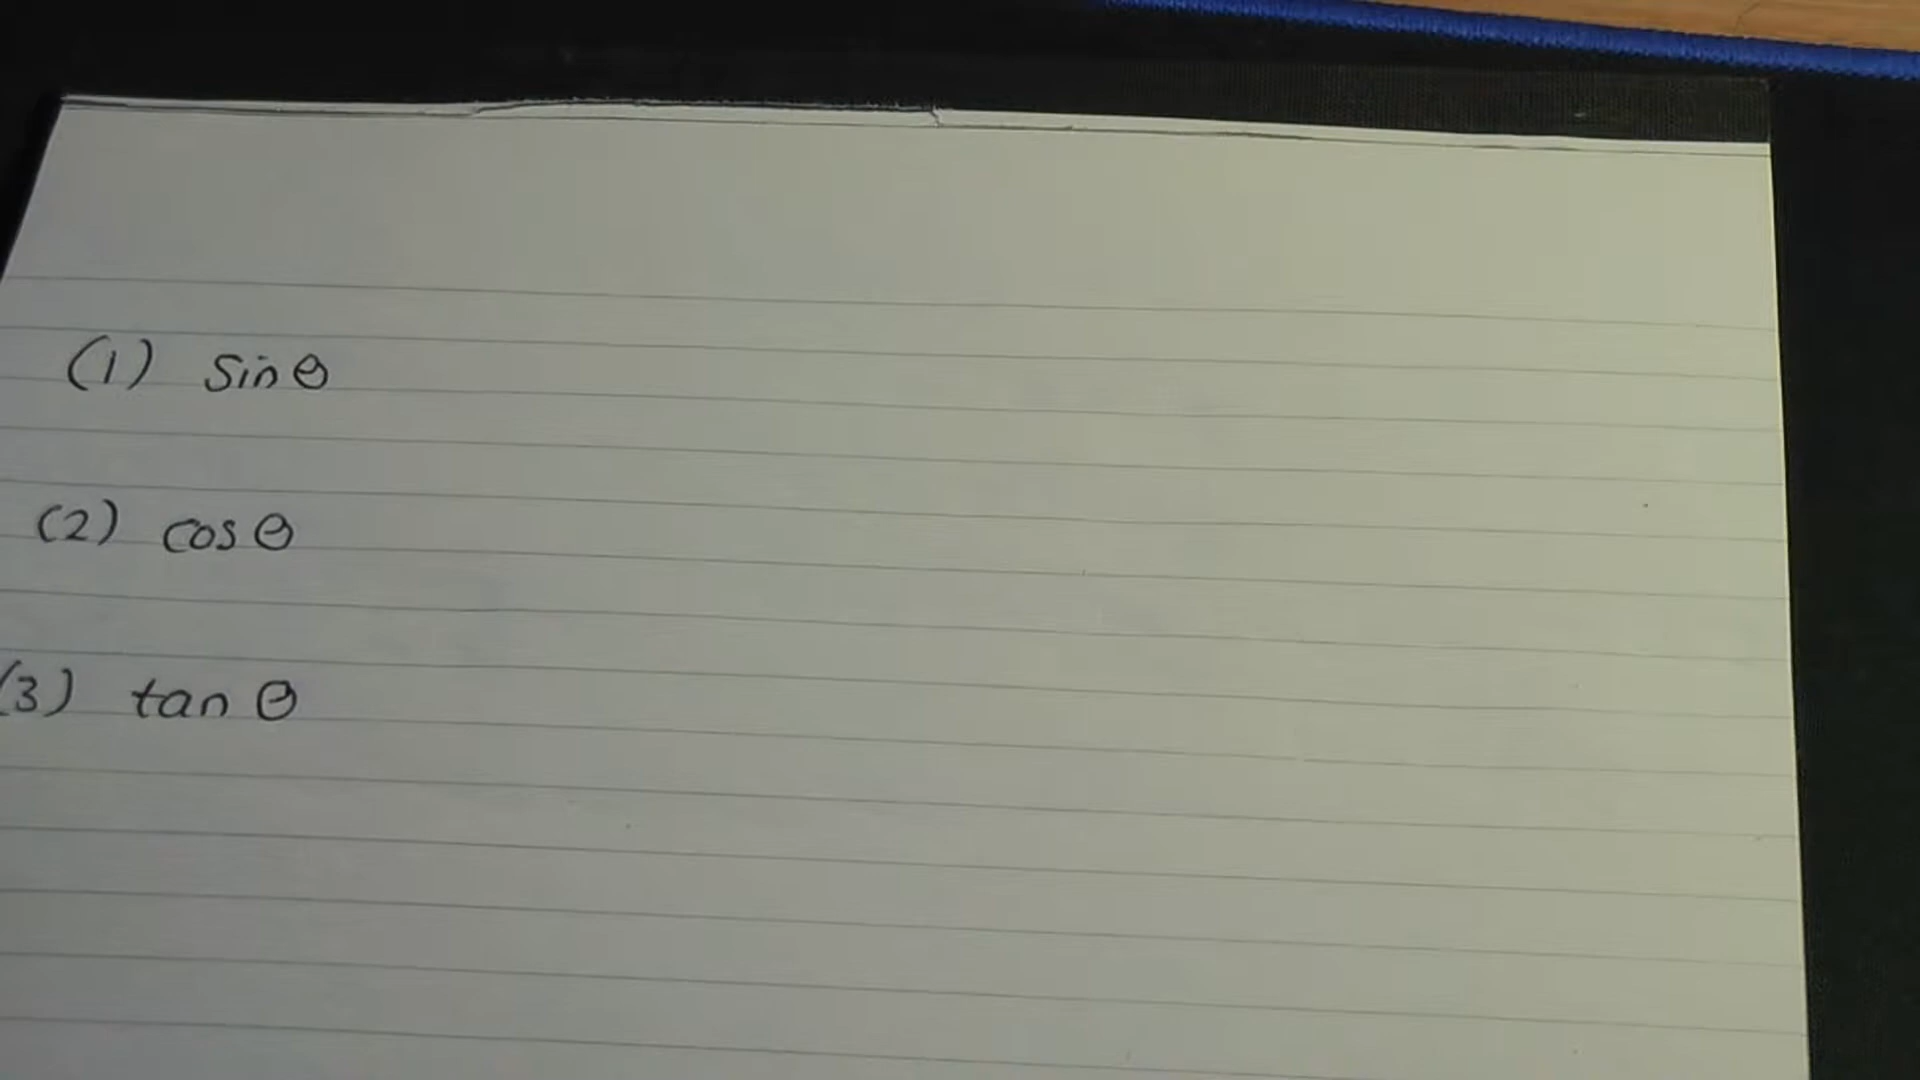 (1) sinθ
(2) cosθ
(3) tanθ